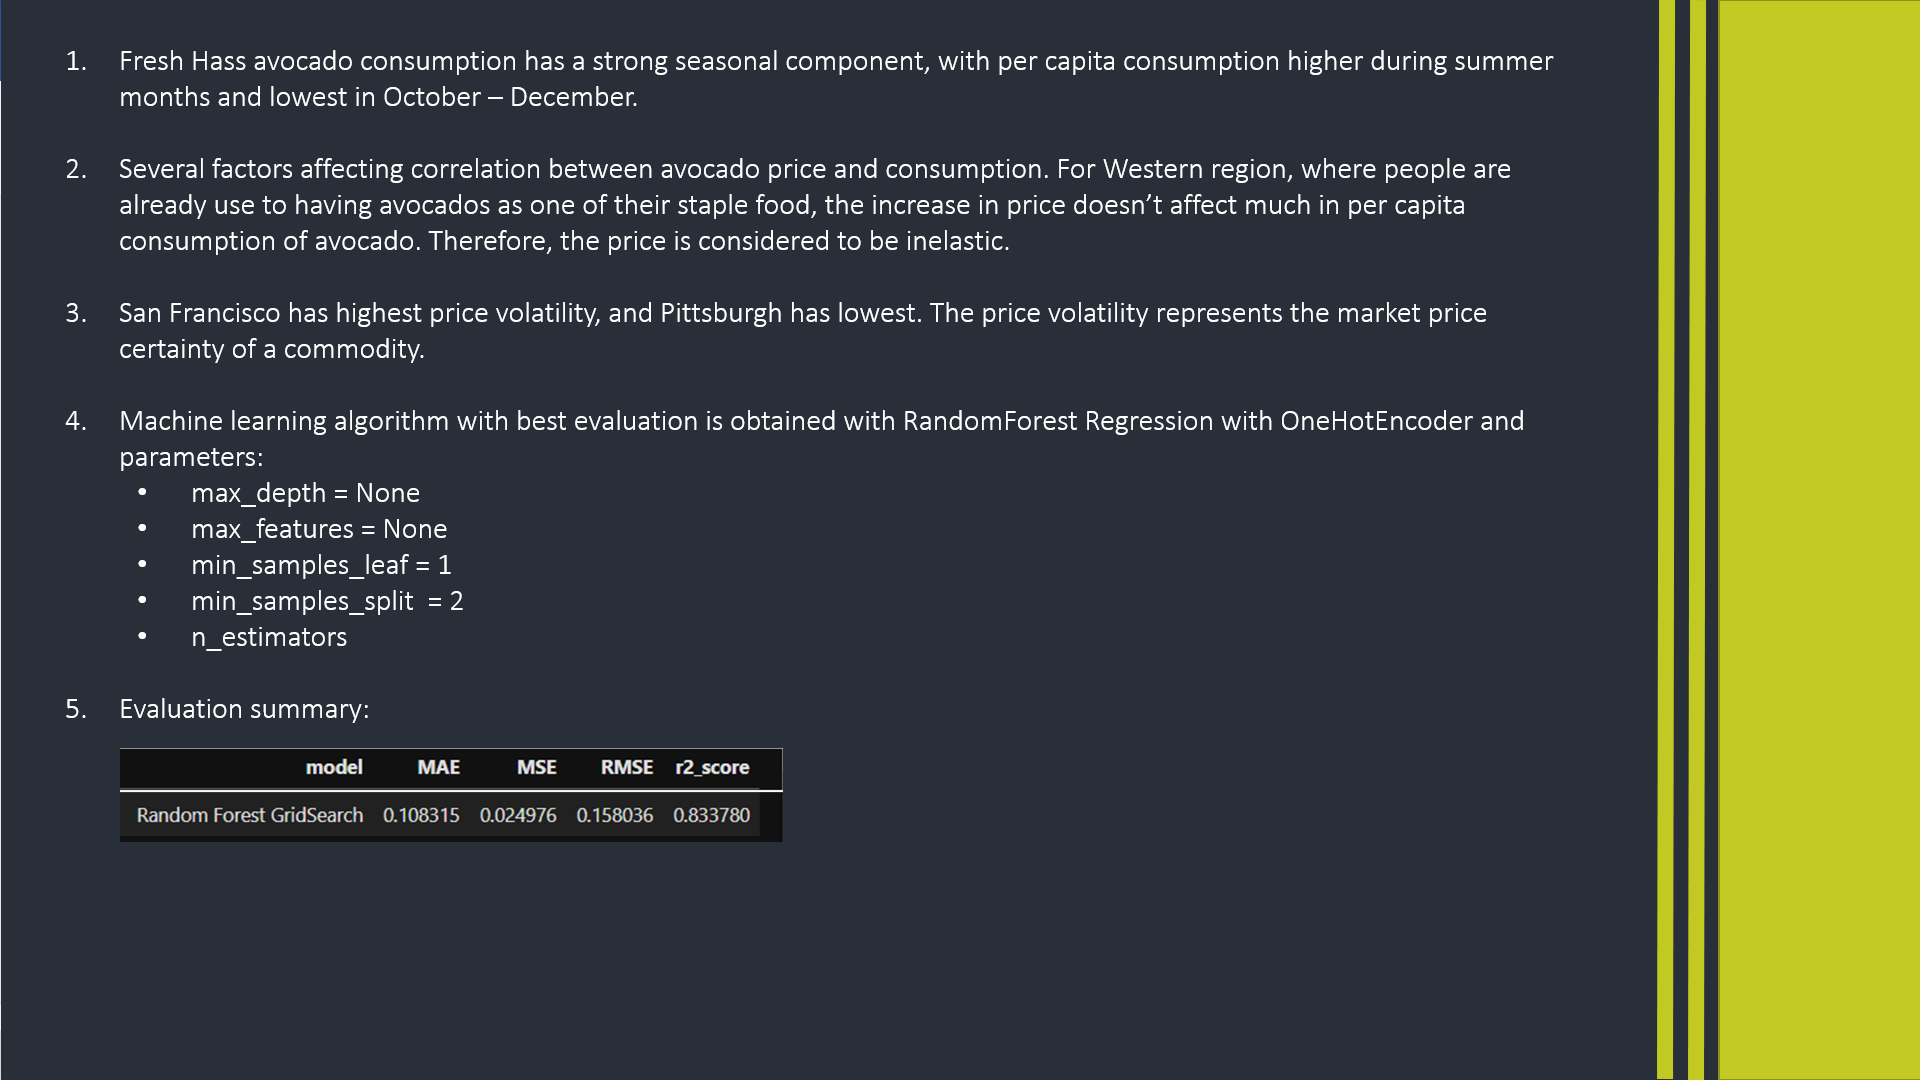 1. Fresh Hass avocado consumption has a strong seasonal component, with per capita consumption higher during summer
months and lowest in October – December.
2. Several factors affecting correlation between avocado price and consumption. For Western region, where people are
already use to having avocados as one of their staple food, the increase in price doesn’t affect much in per capita
consumption of avocado. Therefore, the price is considered to be inelastic.
3. San Francisco has highest price volatility, and Pittsburgh has lowest. The price volatility represents the market price
certainty of a commodity.
4. Machine learning algorithm with best evaluation is obtained with RandomForest Regression with OneHotEncoder and
parameters:
• max_depth = None
• max_features = None
• min_samples_leaf = 1
• min_samples_split = 2
• n_estimators
5. Evaluation summary:
model MAE MSE RMSE r2_score
Random Forest GridSearch 0.108315 0.024976 0.158036 0.833780